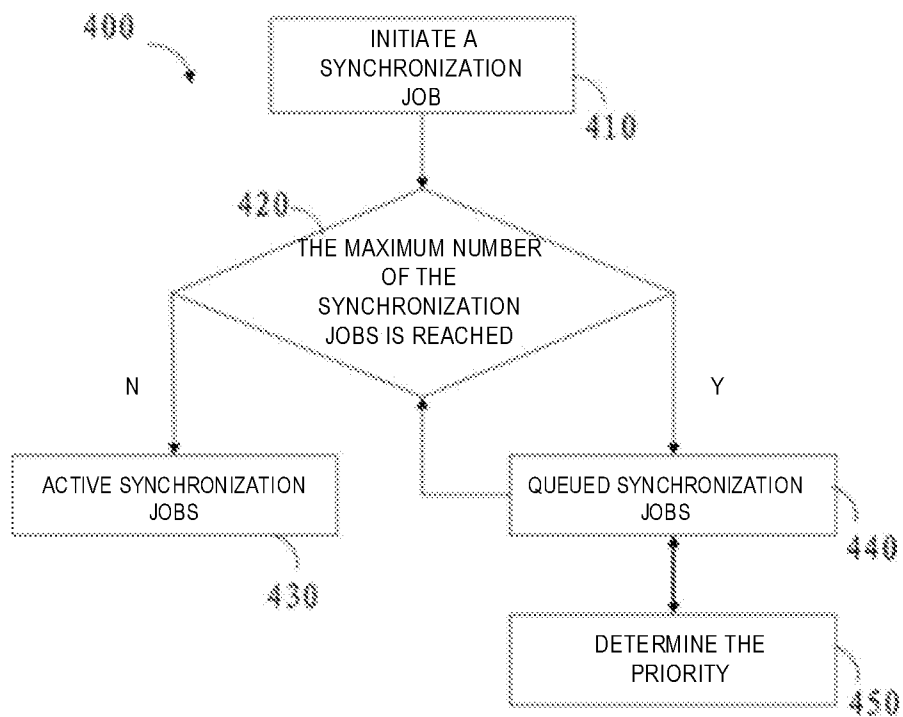 400
INITIATE A
SYNCHRONIZATION
JOB
410
420
THE MAXIMUM NUMBER
OF THE
SYNCHRONIZATION
JOBS IS REACHED
N
Y
ACTIVE SYNCHRONIZATION
JOBS
430
QUEUED SYNCHRONIZATION
JOBS
440
DETERMINE THE
PRIORITY
450